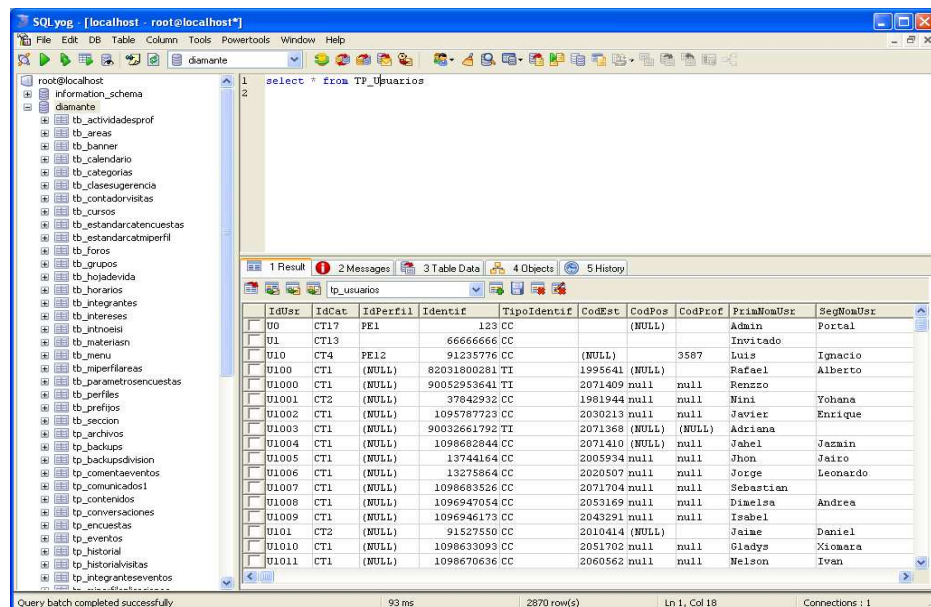 SQLyog - [localhost - root@localhost*]
File Edit DB Table Column Tools Powertools Window Help
diamante
root@localhost
information_schema
diamante
tb_actividadesprof
tb_areas
tb_banner
tb_calendario
tb_categorias
tb_clasesugerencia
tb_contadorvisitas
tb_cursos
tb_estandarcatencuestas
tb_estandarcatmiperfil
tb_foros
tb_grupos
tb_hojadevida
tb_horarios
tb_integrantes
tb_intereses
tb_intnoeisi
tb_materiasn
tb_menu
tb_miperfilareas
tb_parametrosencuestas
tb_perfiles
tb_prefijos
tb_seccion
tp_archivos
tp_backups
tp_backupsdivision
tp_comentaeventos
tp_comunicados1
tp_contenidos
tp_conversaciones
tp_encuestas
tp_eventos
tp_historial
tp_historialvisitas
tp_integranteseventos
1 select * from TP_Usuarios
2
1 Result 2 Messages 3 Table Data 4 Objects 5 History
tp_usuarios
IdUsr IdCat IdPerfil Identif TipoIdentif CodEst CodPos CodProf PrimNomUsr SegNomUsr
U0 CT17 PE1 123 CC (NULL) Admin Portal
U1 CT13 66666666 CC Invitado
U10 CT4 PE12 91235776 CC (NULL) 3587 Luis Ignacio
U100 CT1 (NULL) 82031800281 TI 1995641 (NULL) Rafael Alberto
U1000 CT1 (NULL) 90052953641 TI 2071409 null null Renzzo
U1001 CT2 (NULL) 37842932 CC 1981944 null null Nini Yohana
U1002 CT1 (NULL) 1095787723 CC 2030213 null null Javier Enrique
U1003 CT1 (NULL) 90032661792 TI 2071368 (NULL) (NULL) Adriana
U1004 CT1 (NULL) 1098682844 CC 2071410 (NULL) null Jahel Jazmin
U1005 CT1 (NULL) 13744164 CC 2005934 null null Jhon Jairo
U1006 CT1 (NULL) 13275864 CC 2020507 null null Jorge Leonardo
U1007 CT1 (NULL) 1098683526 CC 2071704 null null Sebastian
U1008 CT1 (NULL) 1096947054 CC 2053169 null null Dimelsa Andrea
U1009 CT1 (NULL) 1096946173 CC 2043291 null null Isabel
U101 CT2 (NULL) 91527550 CC 2010414 (NULL) Jaime Daniel
U1010 CT1 (NULL) 1098633093 CC 2051702 null null Gladys Xiomara
U1011 CT1 (NULL) 1098670636 CC 2060562 null null Nelson Ivan
Query batch completed successfully 93 ms 2870 row(s) Ln 1, Col 18 Connections : 1